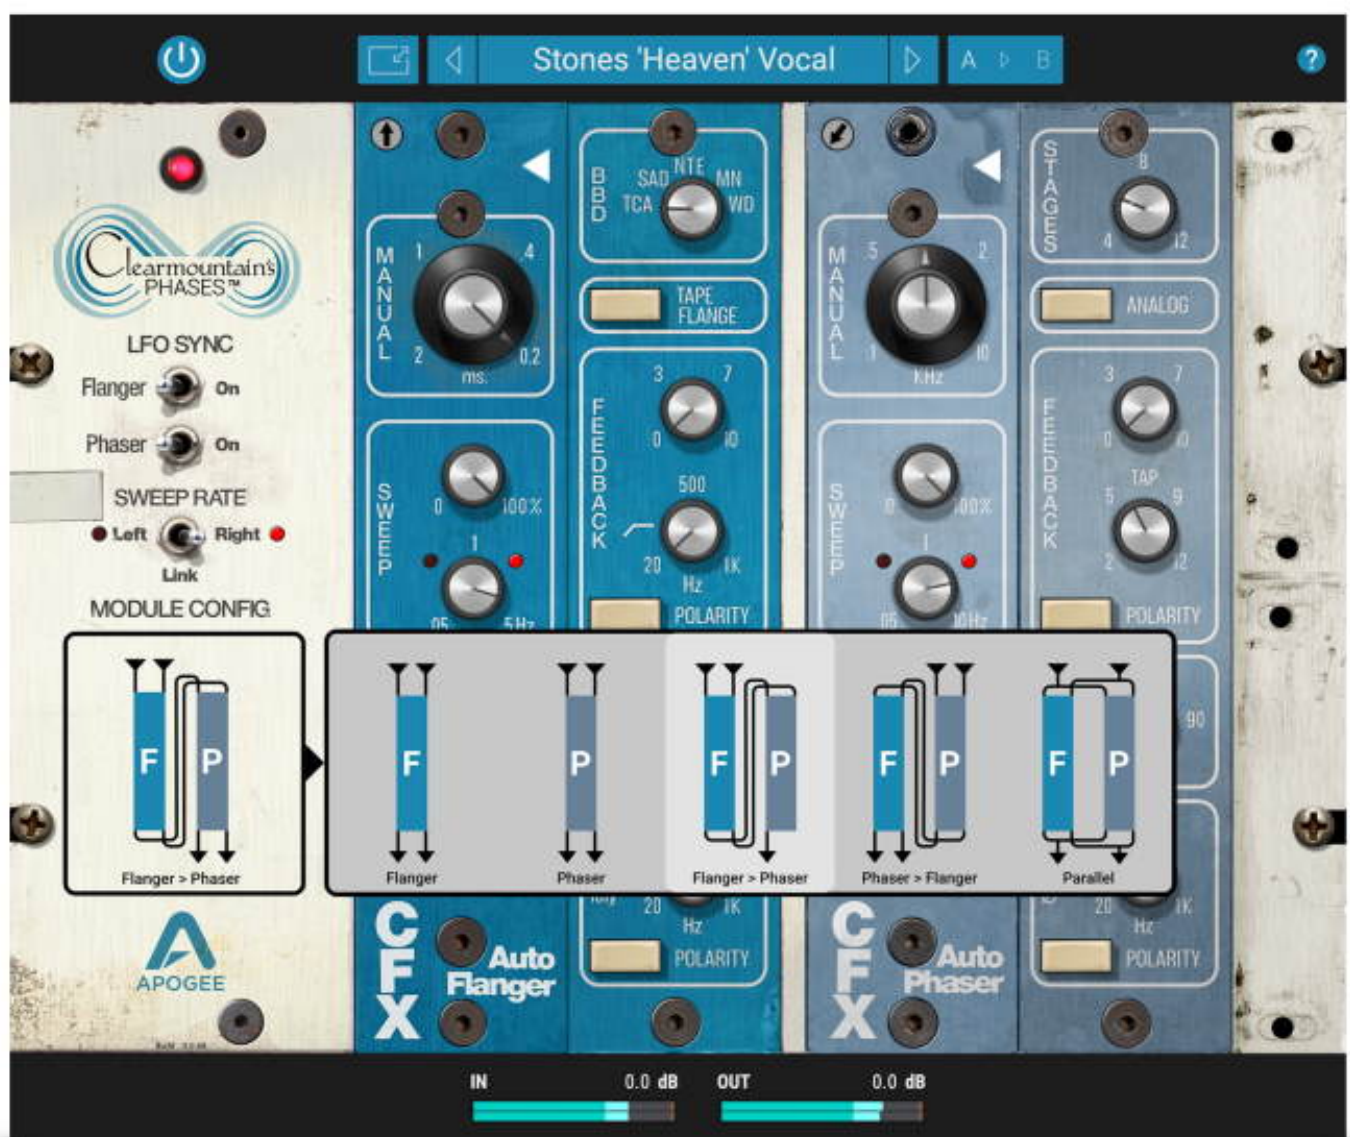 Stones 'Heaven' Vocal
A B
?
Clearmountain's
PHASES™
LFO SYNC
Flanger On
Phaser On
SWEEP RATE
Left Right
Link
MODULE CONFIG
F P
Flanger > Phaser
APOGEE
MANUAL
1 .4
2 0.2
ms.
SWEEP
0 100%
1
.05 5Hz
CFX
Auto
Flanger
BBD
NTE
SAD MN
TCA WD
TAPE
FLANGE
FEEDBACK
3 7
0 10
500
20 1K
Hz
POLARITY
20 1K
Hz
POLARITY
MANUAL
.5 2
.1 10
KHz
SWEEP
0 100%
1
.05 10Hz
CFX
Auto
Phaser
STAGES
8
4 12
ANALOG
FEEDBACK
3 7
0 10
TAP
5 9
2 12
POLARITY
90
20 1K
Hz
POLARITY
F
Flanger
P
Phaser
F P
Flanger > Phaser
F P
Phaser > Flanger
F P
Parallel
IN 0.0 dB OUT 0.0 dB